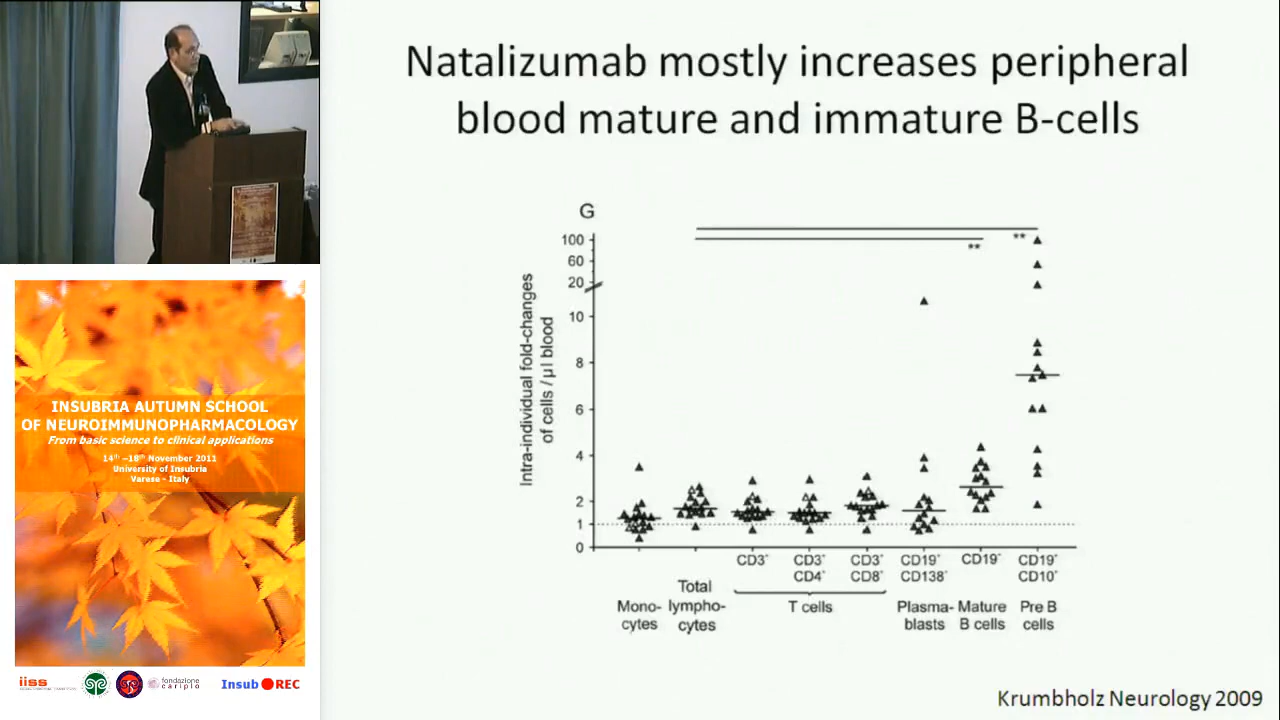 Natalizumab mostly increases peripheral
blood mature and immature B-cells
G
100
60
20
10
8
6
4
2
1
0
Intra-individual fold-changes
of cells / µl blood
**
**
CD3+
CD3+
CD4+
CD3+
CD8+
CD19+
CD138+
CD19+
CD19+
CD10+
Mono-
cytes
Total
lympho-
cytes
T cells
Plasma-
blasts
Mature
B cells
Pre B
cells
Krumbholz Neurology 2009
INSUBRIA AUTUMN SCHOOL
OF NEUROIMMUNOPHARMACOLOGY
From basic science to clinical applications
14th –18th November 2011
University of Insubria
Varese - Italy
iiss
fondazione
cariplo
Insub REC